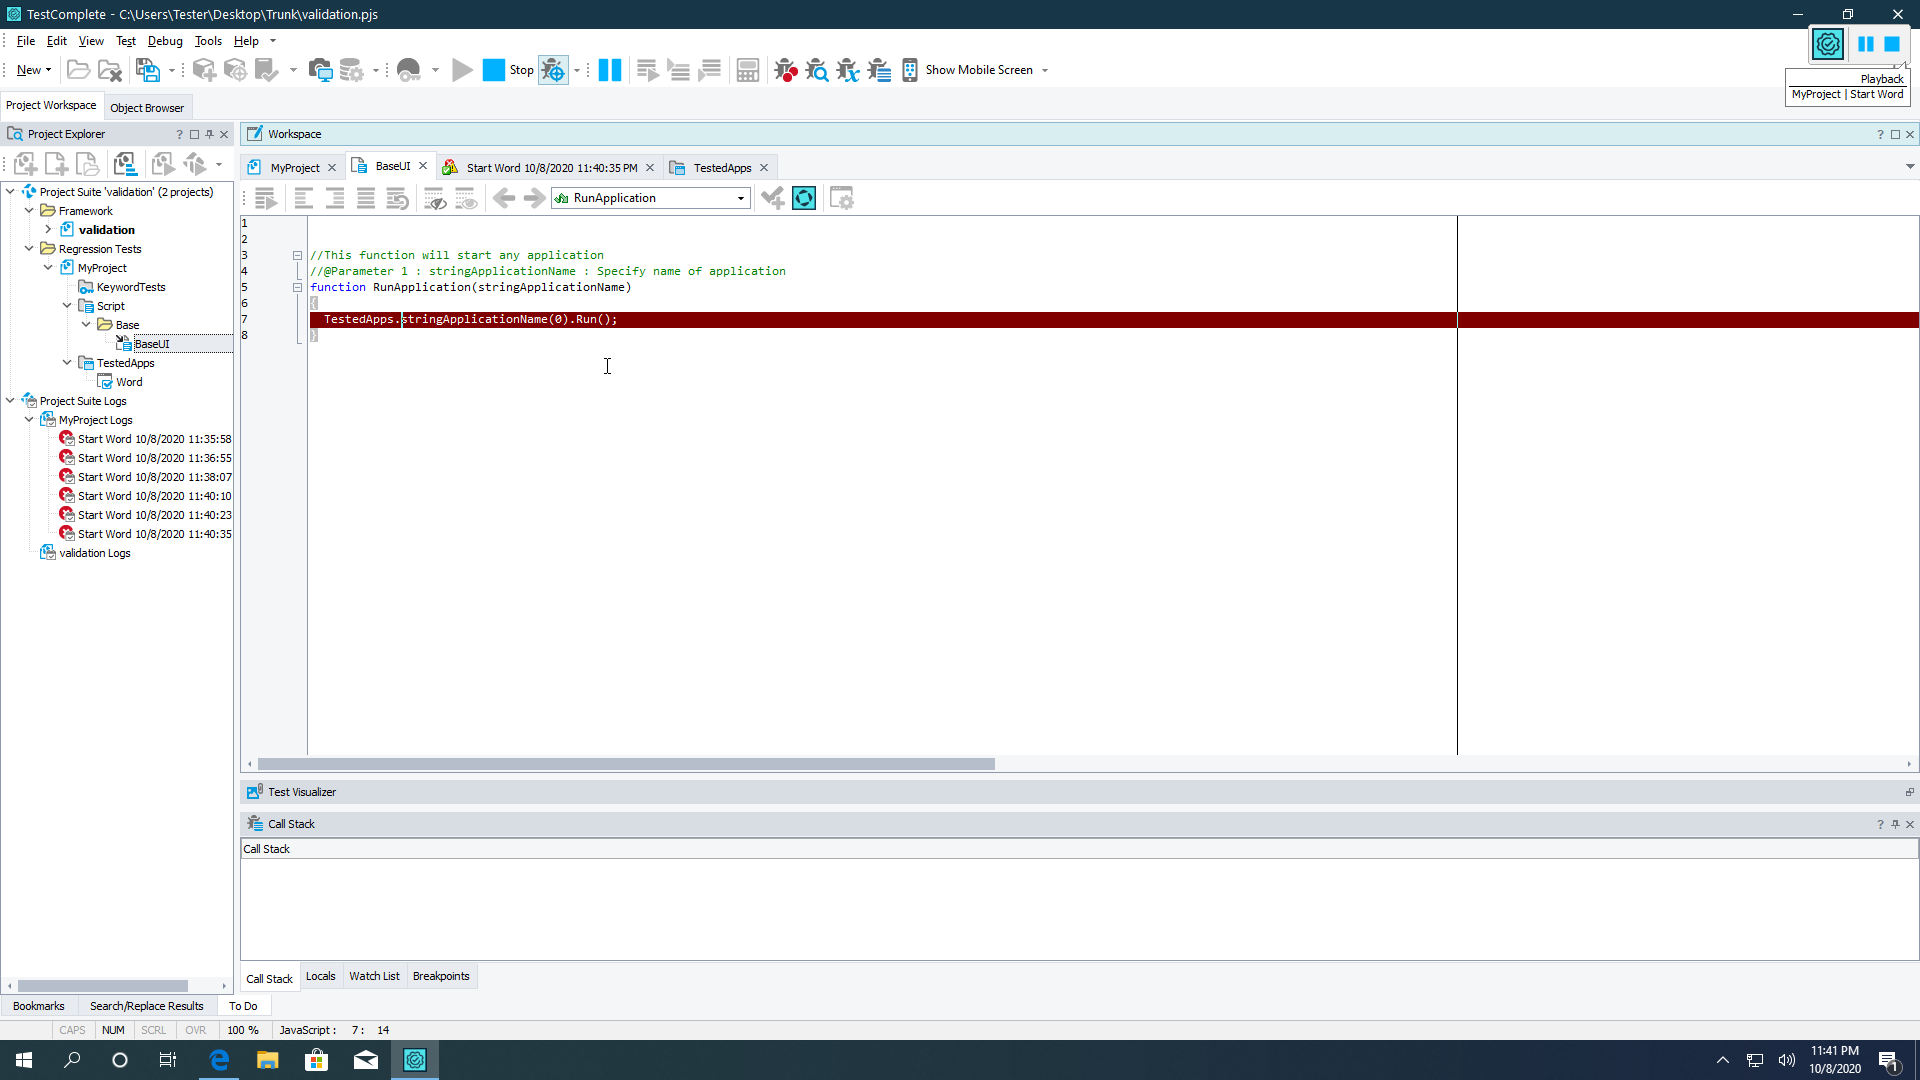 TestComplete - C:\Users\Tester\Desktop\Trunk\validation.pjs
File Edit View Test Debug Tools Help
New Stop Show Mobile Screen
Playback
MyProject | Start Word
Project Workspace Object Browser
Project Explorer
Workspace
MyProject BaseUI Start Word 10/8/2020 11:40:35 PM TestedApps
RunApplication
Project Suite 'validation' (2 projects)
Framework
validation
Regression Tests
MyProject
KeywordTests
Script
Base
BaseUI
TestedApps
Word
Project Suite Logs
MyProject Logs
Start Word 10/8/2020 11:35:58
Start Word 10/8/2020 11:36:55
Start Word 10/8/2020 11:38:07
Start Word 10/8/2020 11:40:10
Start Word 10/8/2020 11:40:23
Start Word 10/8/2020 11:40:35
validation Logs
1
2
3 //This function will start any application
4 //@Parameter 1 : stringApplicationName : Specify name of application
5 function RunApplication(stringApplicationName)
6 {
7 TestedApps.stringApplicationName(0).Run();
8 }
Test Visualizer
Call Stack
Call Stack
Call Stack Locals Watch List Breakpoints
Bookmarks Search/Replace Results To Do
CAPS NUM SCRL OVR 100 % JavaScript : 7 : 14
11:41 PM
10/8/2020
1